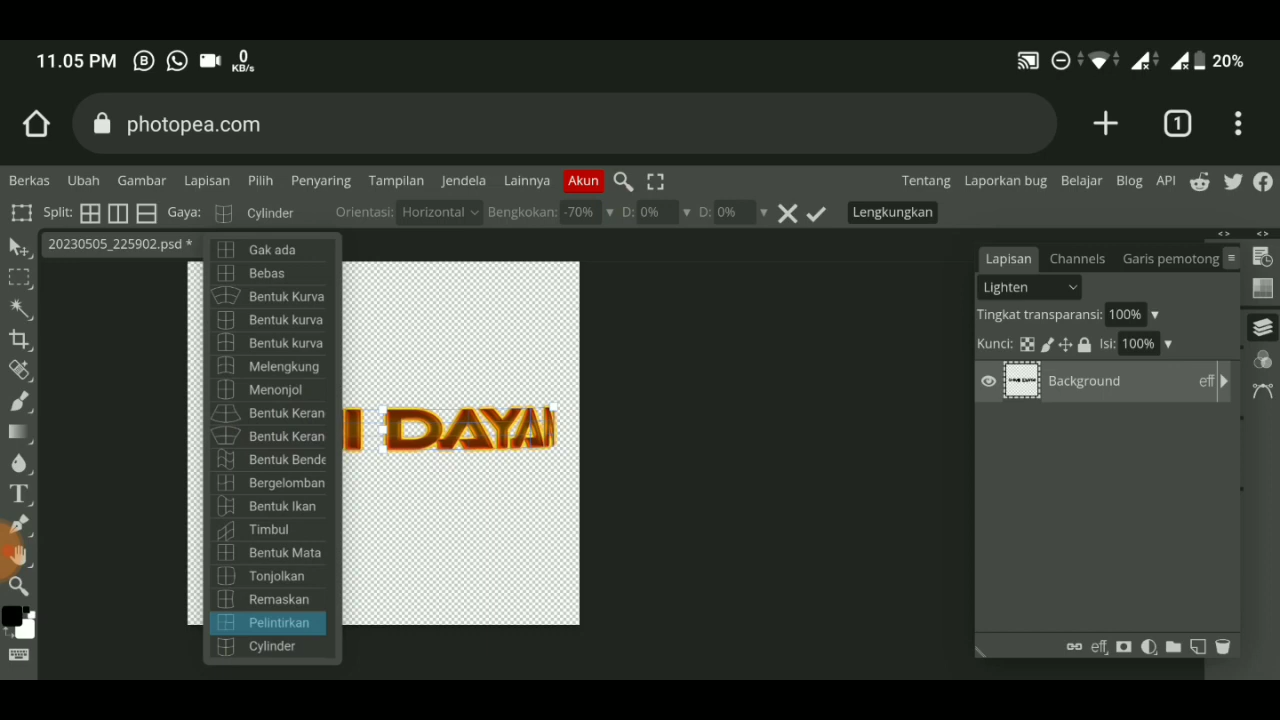 11.05 PM 0 KB/s 20%
photopea.com 1
Berkas Ubah Gambar Lapisan Pilih Penyaring Tampilan Jendela Lainnya Akun Tentang Laporkan bug Belajar Blog API
Split: Gaya: Cylinder Orientasi: Horizontal Bengkokan: -70% D: 0% D: 0% Lengkungkan
20230505_225902.psd *
Gak ada
Bebas
Bentuk Kurva
Bentuk kurva
Bentuk kurva
Melengkung
Menonjol
Bentuk Keran
Bentuk Keran
Bentuk Bende
Bergelomban
Bentuk Ikan
Timbul
Bentuk Mata
Tonjolkan
Remaskan
Pelintirkan
Cylinder
I DAYAN
Lapisan Channels Garis pemotong
Lighten
Tingkat transparansi: 100%
Kunci: Isi: 100%
Background eff
eff